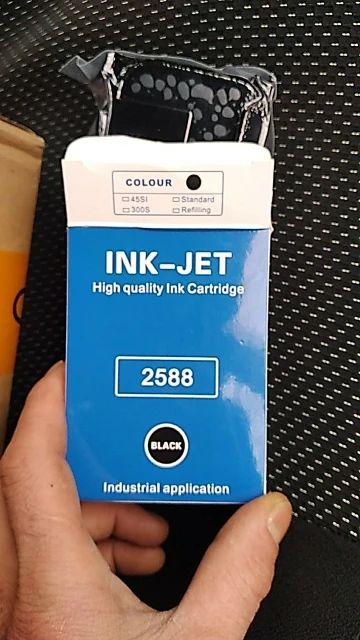 COLOUR
45SI Standard
300S Refilling
INK-JET
High quality Ink Cartridge
2588
BLACK
Industrial application